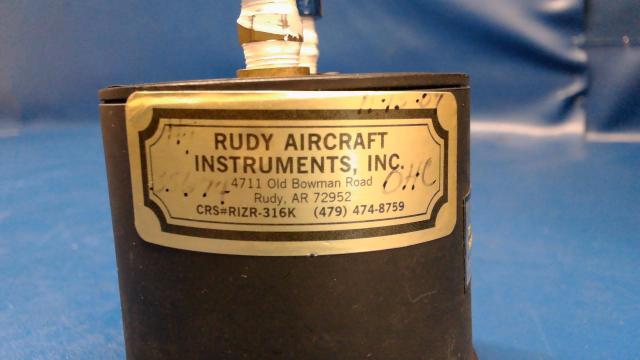 RUDY AIRCRAFT
INSTRUMENTS, INC.
4711 Old Bowman Road
OHC
Rudy, AR 72952
CRS#RIZR-316K (479) 474-8759